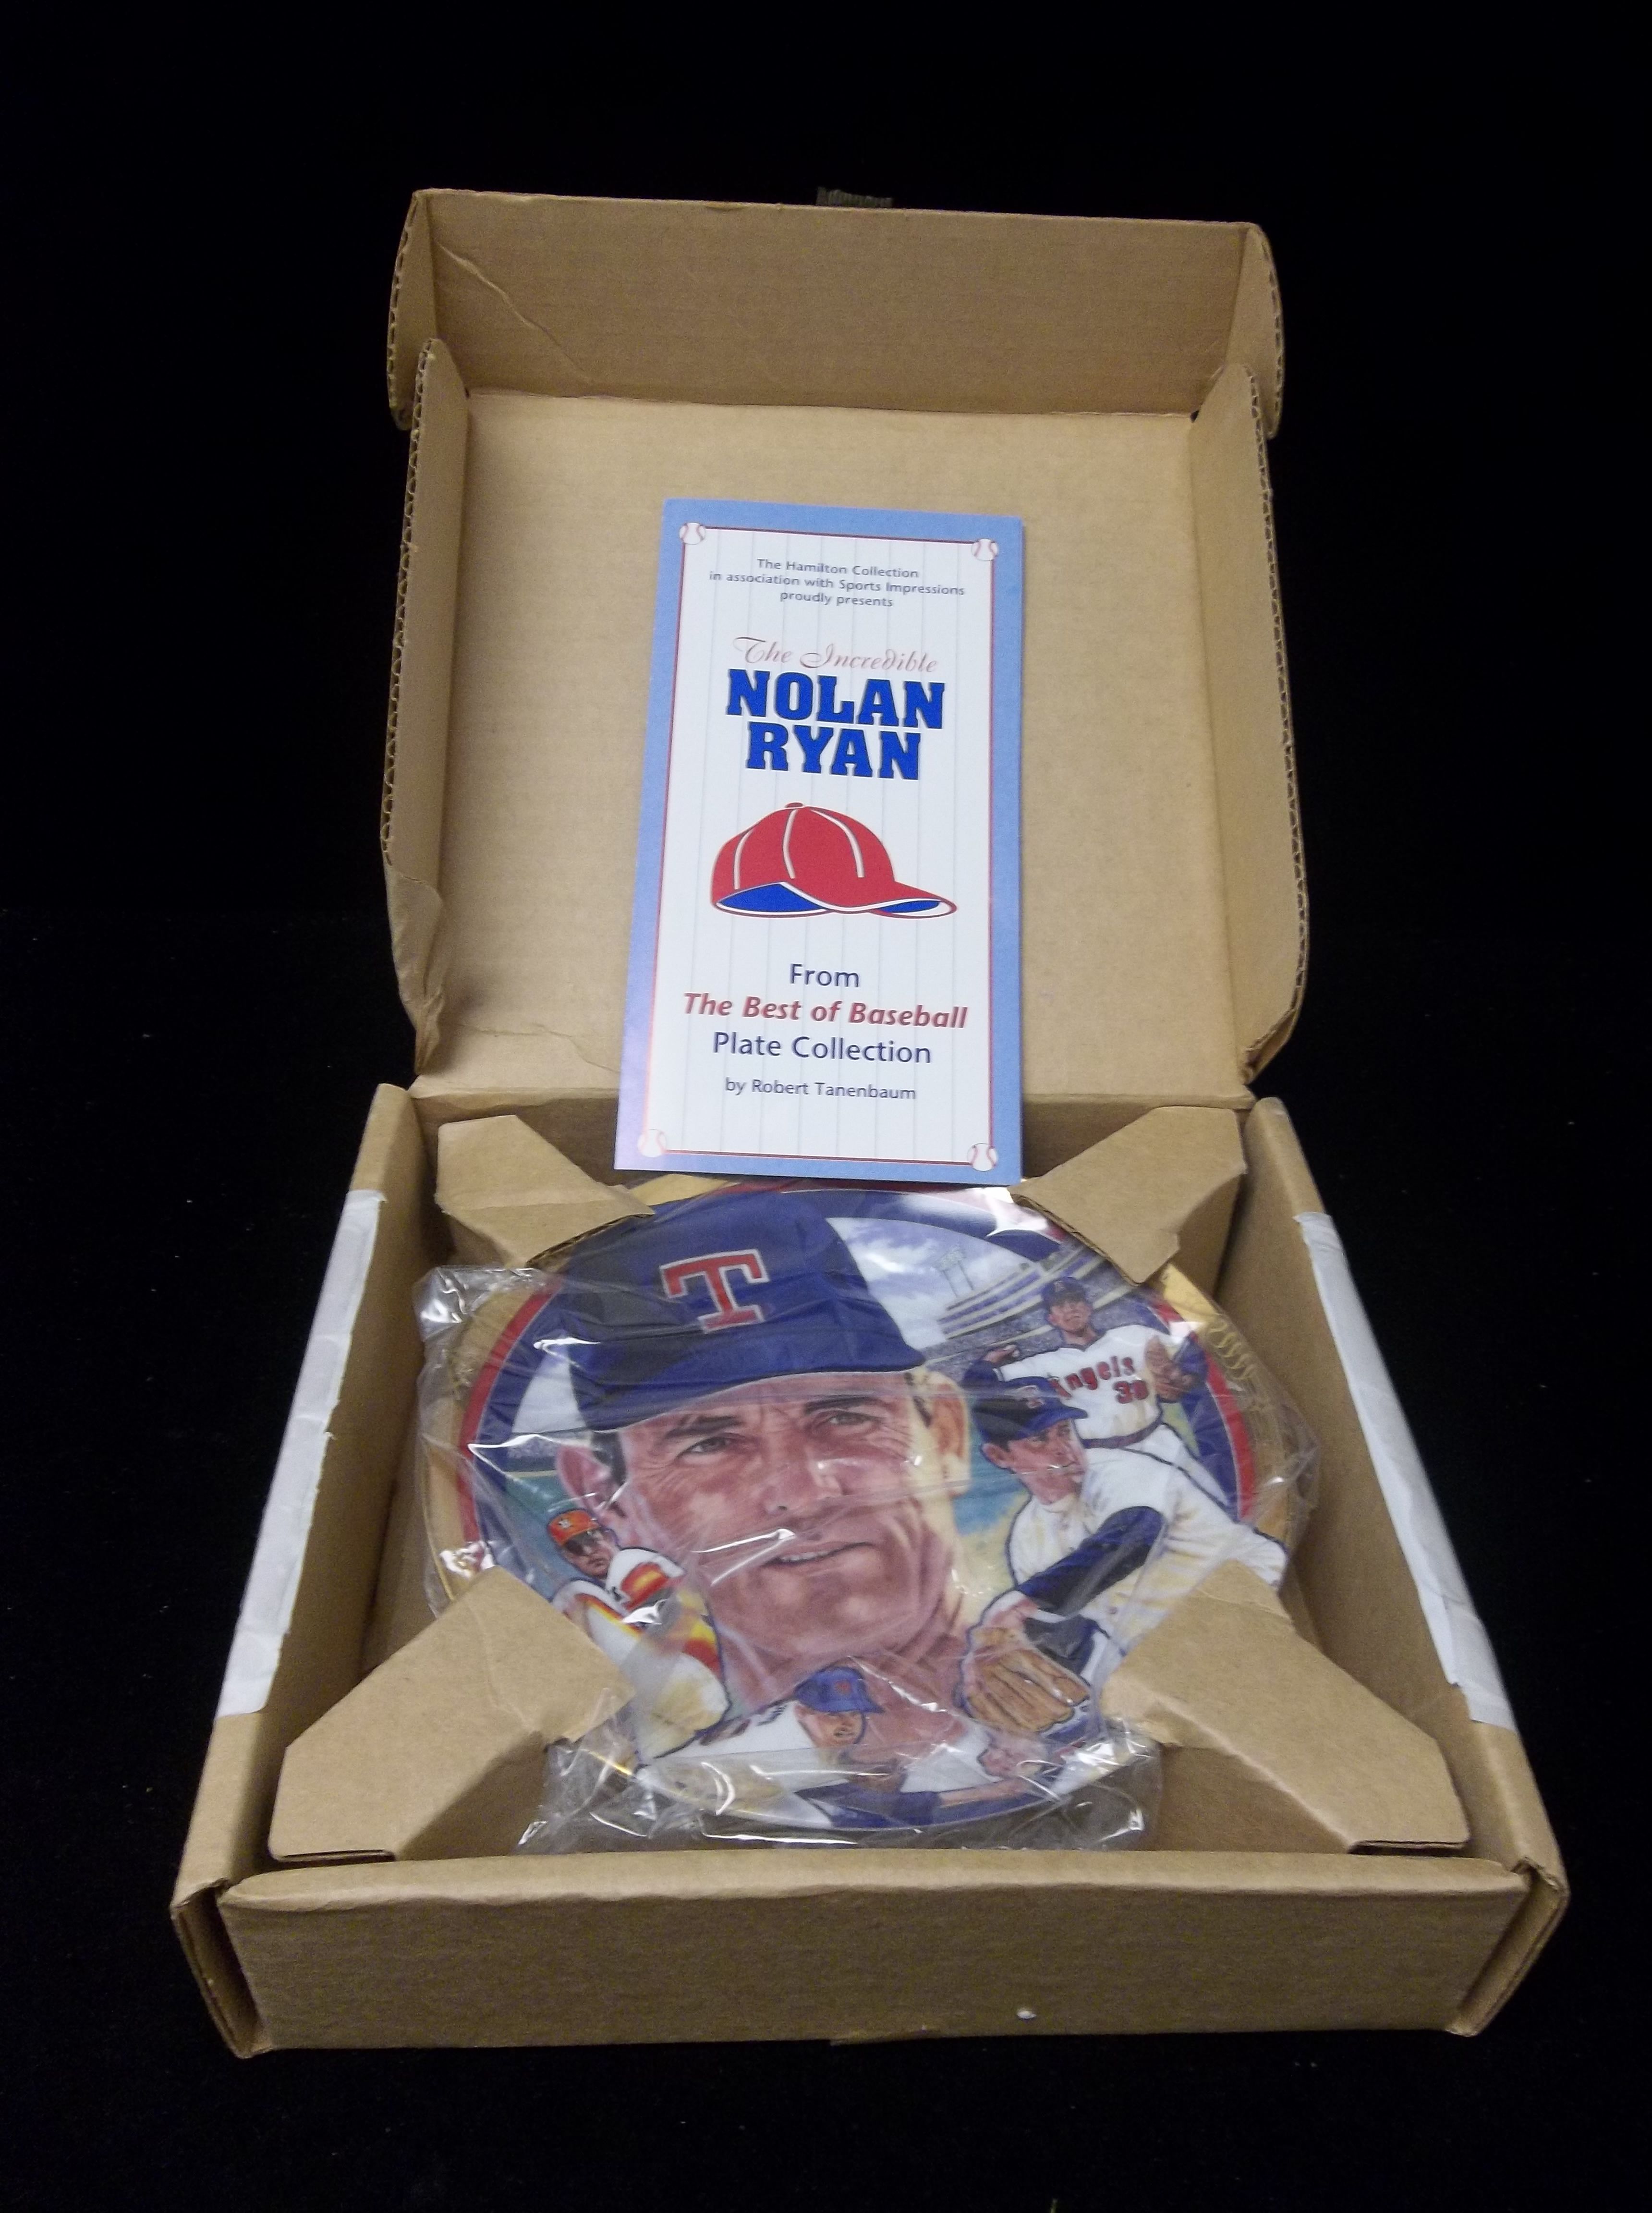 The Hamilton Collection
in association with Sports Impressions
proudly presents
The Incredible
NOLAN
RYAN
From
The Best of Baseball
Plate Collection
by Robert Tanenbaum
T
Angels
30